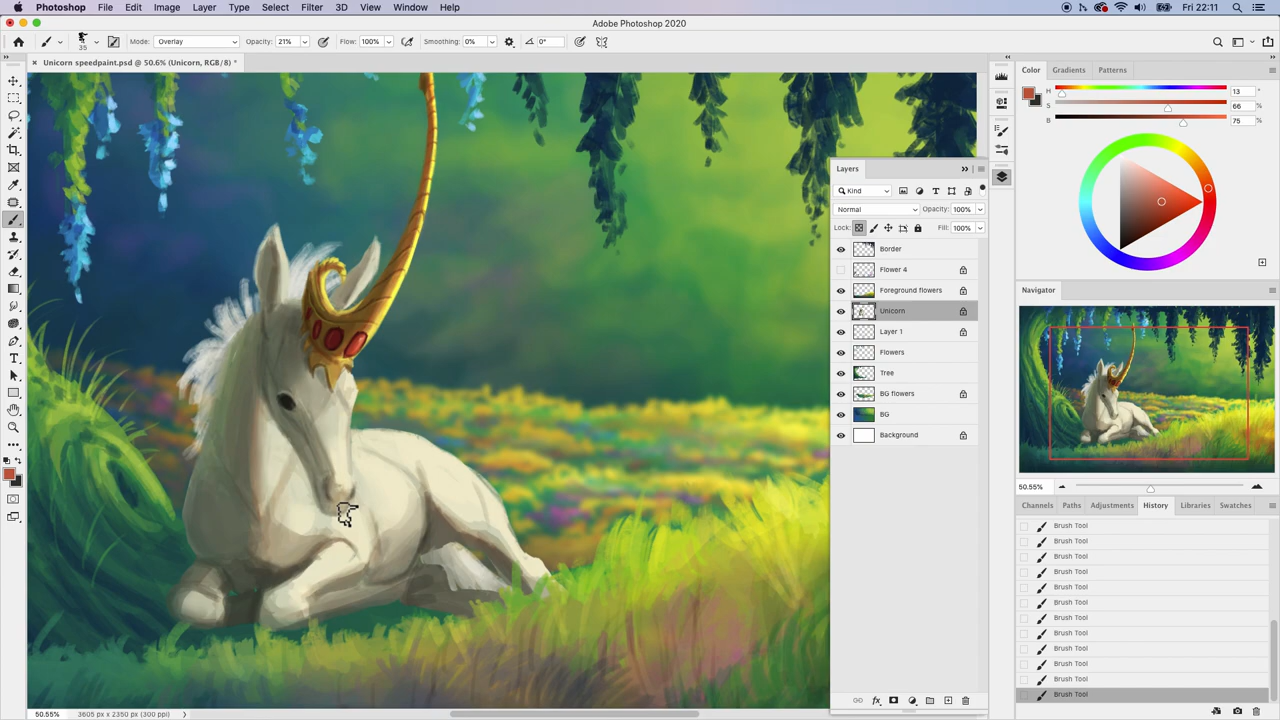 Photoshop File Edit Image Layer Type Select Filter 3D View Window Help Fri 22:11
Adobe Photoshop 2020
35 Mode: Overlay Opacity: 21% Flow: 100% Smoothing: 0% 0°
Unicorn speedpaint.psd @ 50.6% (Unicorn, RGB/8) *
Color Gradients Patterns
H 13 °
S 66 %
B 75 %
Layers
Kind
Normal Opacity: 100%
Lock: Fill: 100%
Border
Flower 4
Foreground flowers
Unicorn
Layer 1
Flowers
Tree
BG flowers
BG
Background
Navigator
50.55%
Channels Paths Adjustments History Libraries Swatches
Brush Tool
Brush Tool
Brush Tool
Brush Tool
Brush Tool
Brush Tool
Brush Tool
Brush Tool
Brush Tool
Brush Tool
Brush Tool
Brush Tool
50.55% 3605 px x 2350 px (300 ppi)